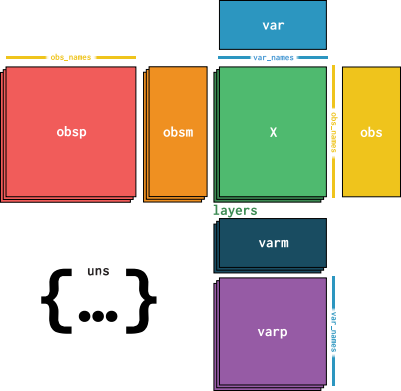 var
obs_names
var_names
obsp
obsm
X
obs_names
obs
layers
varm
uns
{...}
varp
var_names